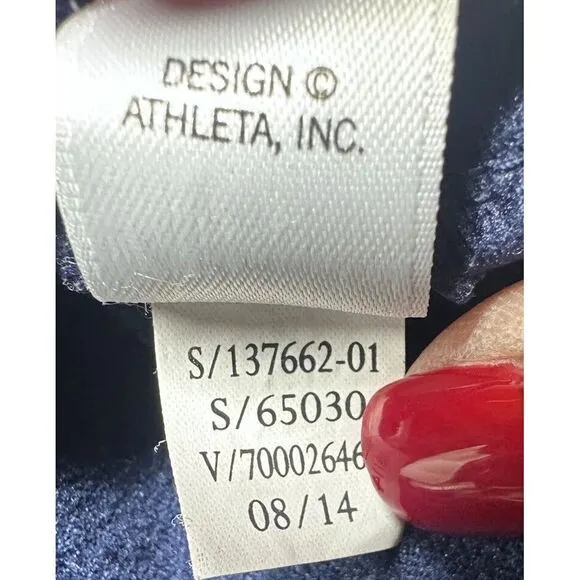 DESIGN ©
ATHLETA, INC.
S/137662-01
S/65030
V/70002646
08/14